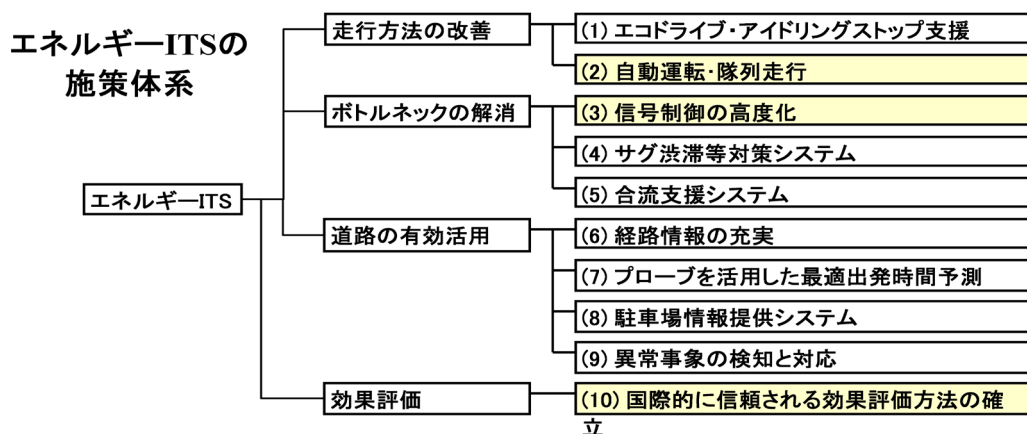 エネルギーITSの
施策体系
エネルギーITS
走行方法の改善
(1) エコドライブ・アイドリングストップ支援
(2) 自動運転・隊列走行
ボトルネックの解消
(3) 信号制御の高度化
(4) サグ渋滞等対策システム
(5) 合流支援システム
道路の有効活用
(6) 経路情報の充実
(7) プローブを活用した最適出発時間予測
(8) 駐車場情報提供システム
(9) 異常事象の検知と対応
効果評価
(10) 国際的に信頼される効果評価方法の確
立